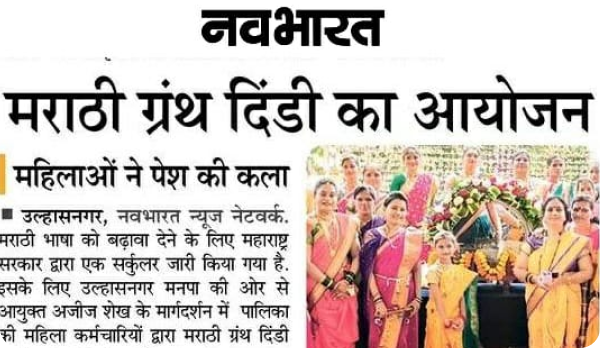 नवभारत
मराठी ग्रंथ दिंडी का आयोजन
महिलाओं ने पेश की कला
■ उल्हासनगर, नवभारत न्यूज नेटवर्क.
मराठी भाषा को बढ़ावा देने के लिए महाराष्ट्र
सरकार द्वारा एक सर्कुलर जारी किया गया है.
इसके लिए उल्हासनगर मनपा की ओर से
आयुक्त अजीज शेख के मार्गदर्शन में पालिका
की महिला कर्मचारियों द्वारा मराठी ग्रंथ दिंडी